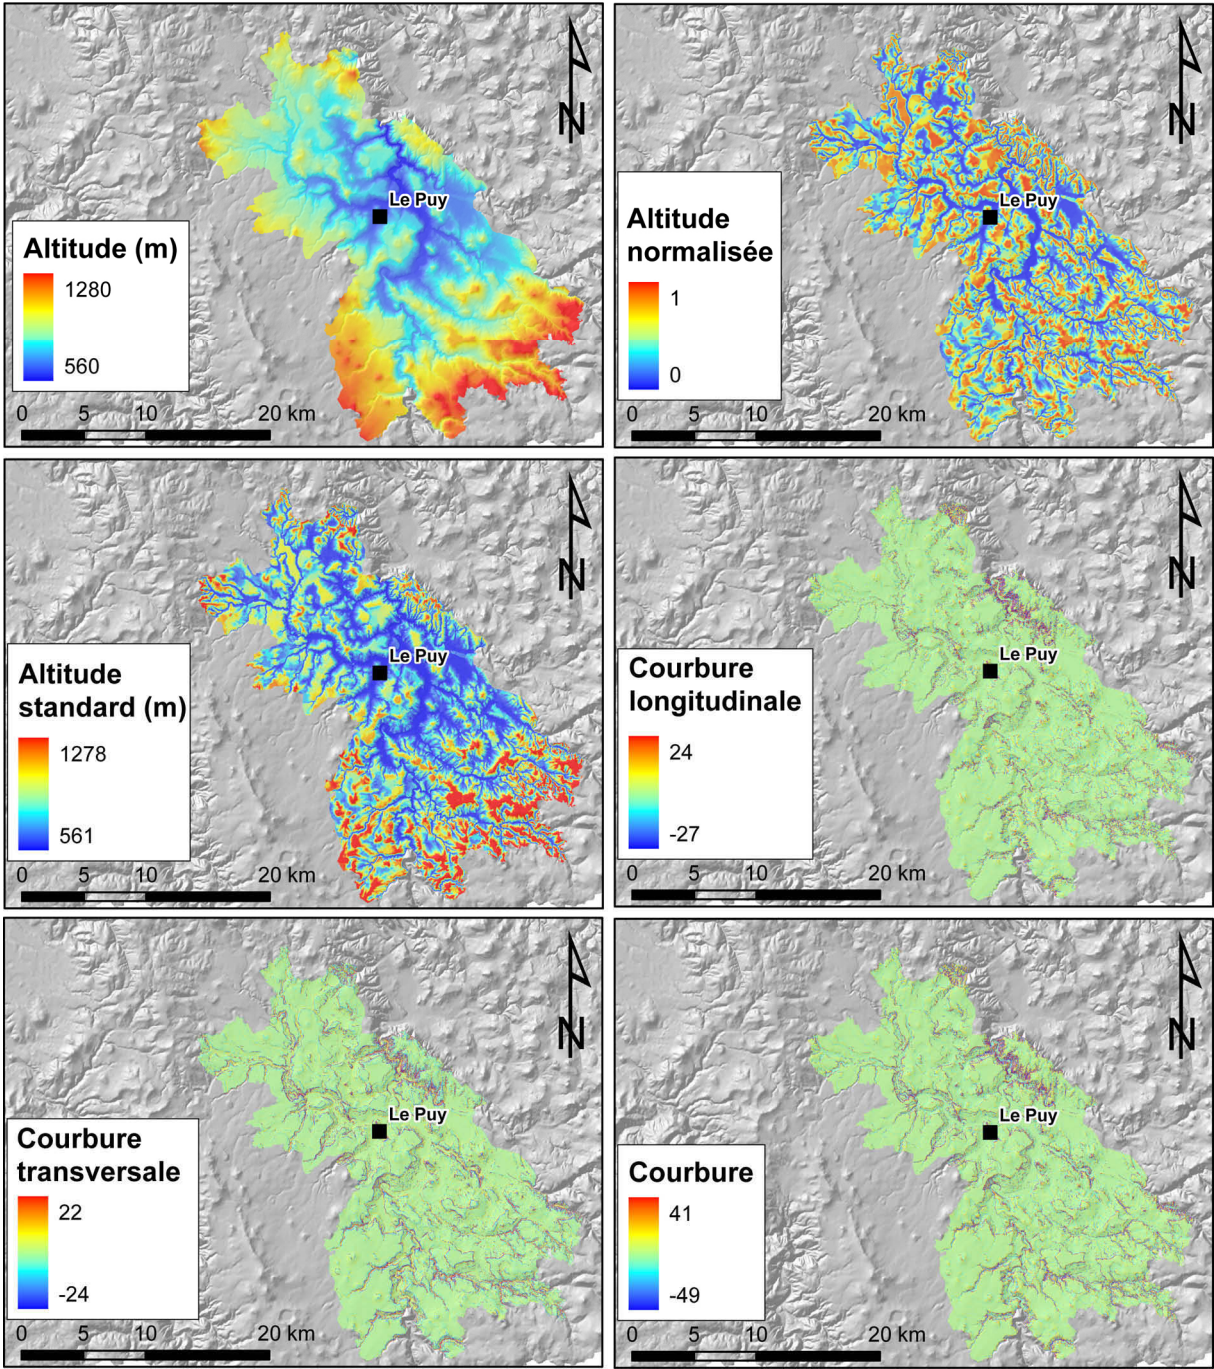 N
Le Puy
Altitude (m)
1280
560
0 5 10 20 km
N
Le Puy
Altitude
normalisée
1
0
0 5 10 20 km
N
Le Puy
Altitude
standard (m)
1278
561
0 5 10 20 km
N
Le Puy
Courbure
longitudinale
24
-27
0 5 10 20 km
N
Le Puy
Courbure
transversale
22
-24
0 5 10 20 km
N
Le Puy
Courbure
41
-49
0 5 10 20 km